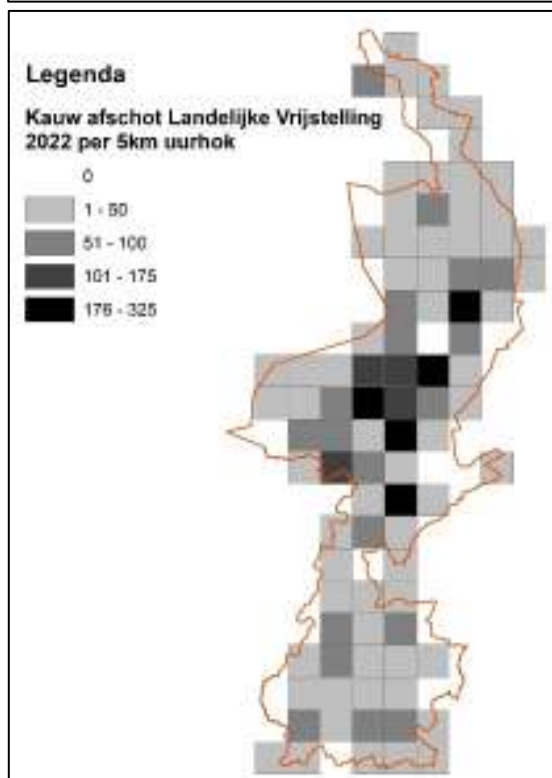 Legenda
Kauw afschot Landelijke Vrijstelling
2022 per 5km uurhok
0
1 - 50
51 - 100
101 - 175
176 - 325